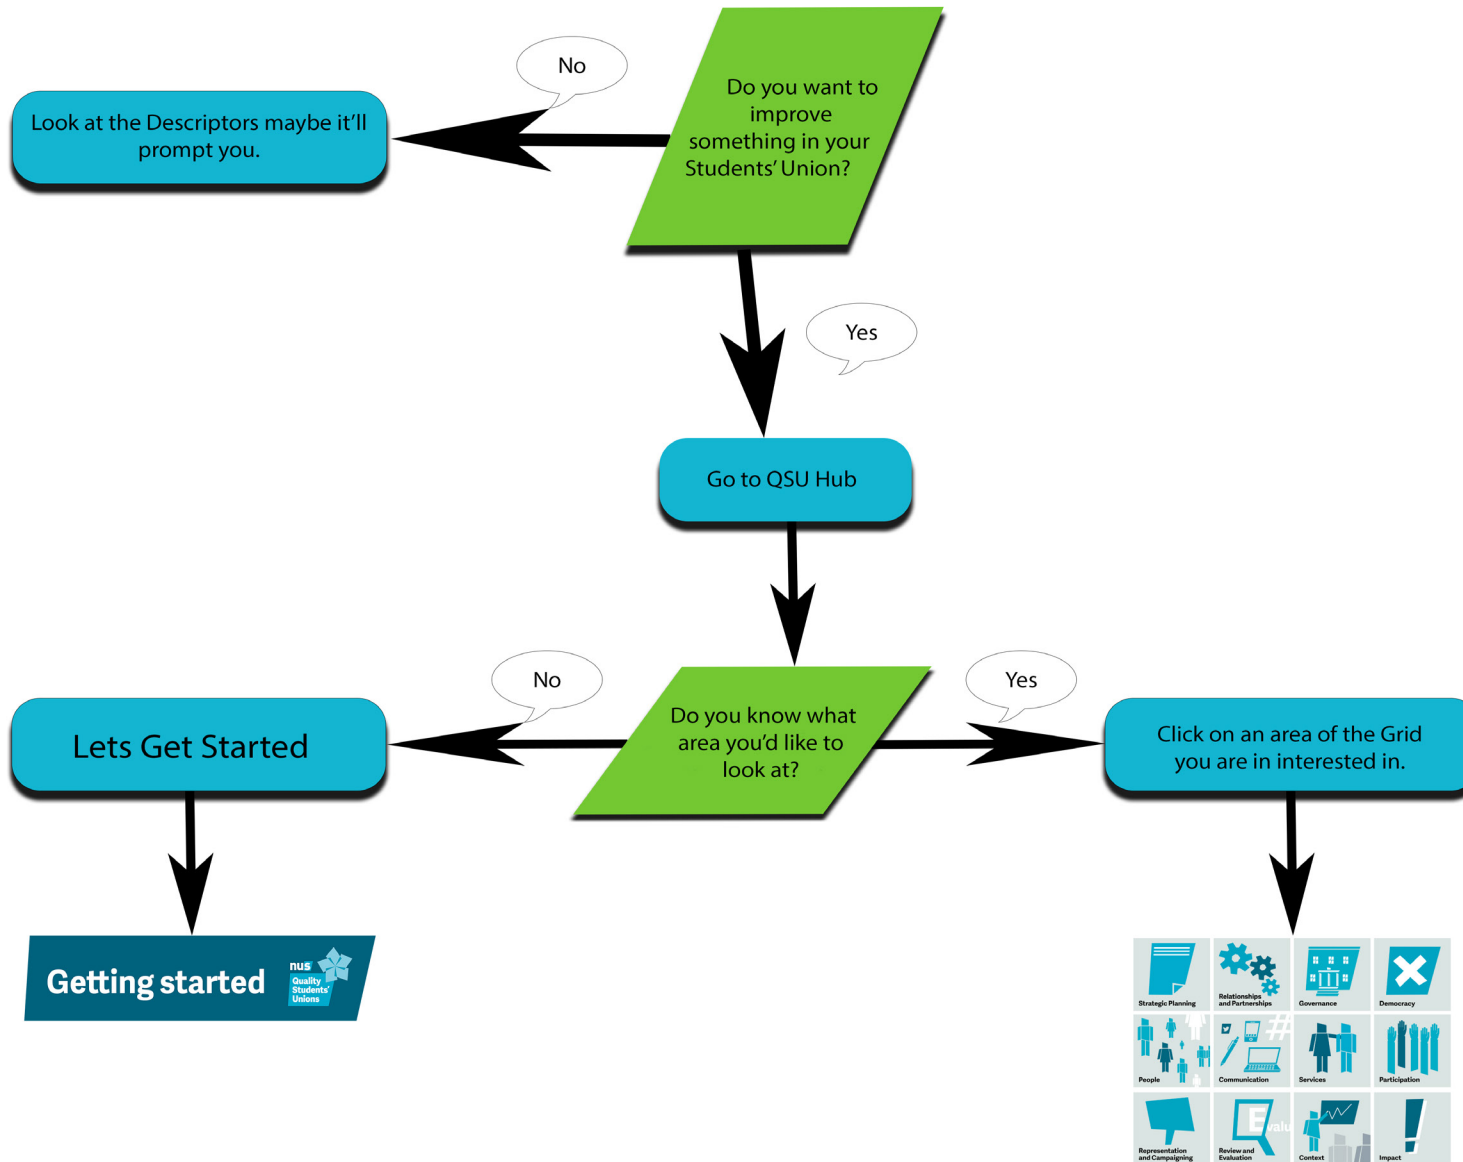 No
Do you want to
improve
something in your
Students' Union?
Look at the Descriptors maybe it'll
prompt you.
Yes
Go to QSU Hub
No
Yes
Do you know what
area you'd like to
look at?
Lets Get Started
Click on an area of the Grid
you are in interested in.
Getting started
nus
Quality
Students'
Unions
Strategic Planning
Relationships
and Partnerships
Governance
Democracy
#
People
Communication
Services
Participation
Evalu
Representation
and Campaigning
Review and
Evaluation
Context
Impact